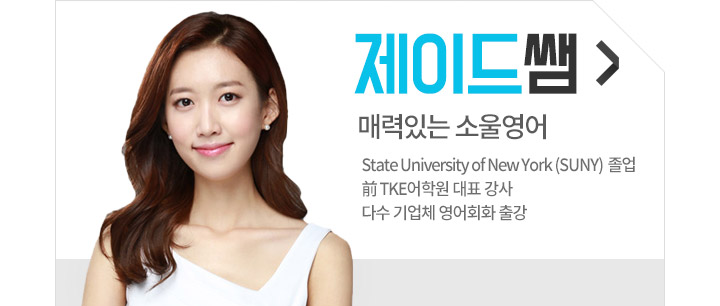 제이드쌤 >
매력있는 소울영어
State University of New York (SUNY) 졸업
前 TKE어학원 대표 강사
다수 기업체 영어회화 출강